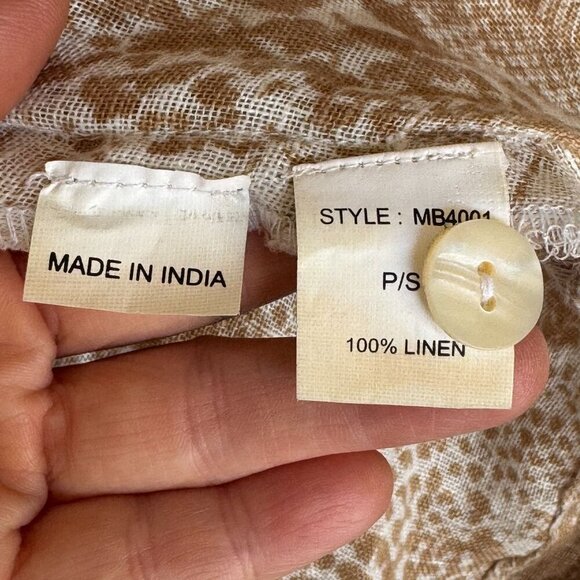 MADE IN INDIA
STYLE : MB4001
P/S
100% LINEN